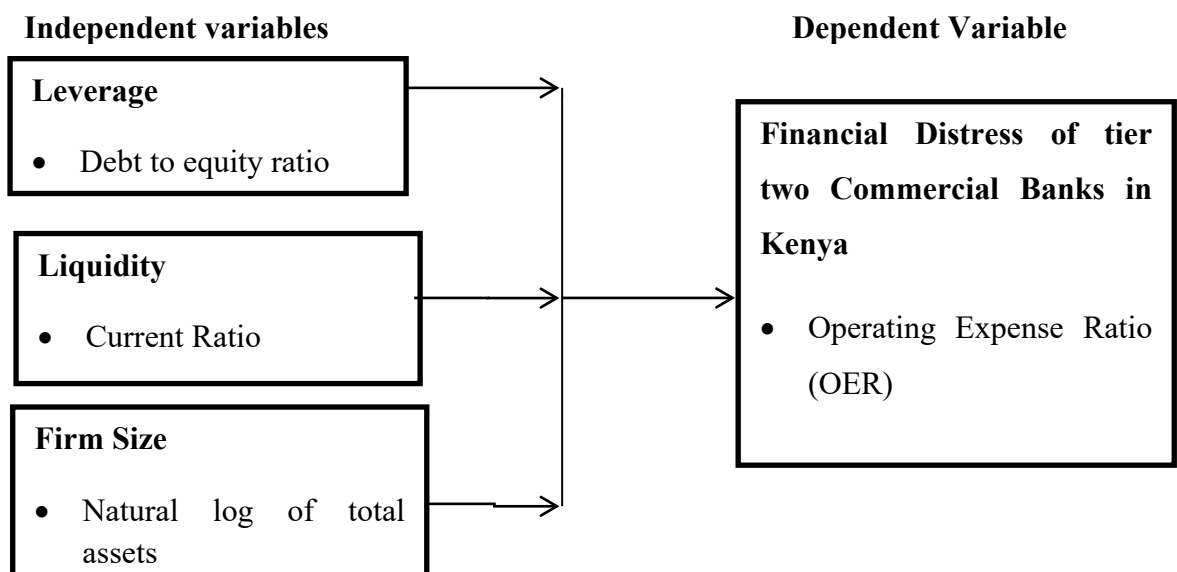 Independent variables
Dependent Variable
Leverage
• Debt to equity ratio
Liquidity
• Current Ratio
Firm Size
• Natural log of total
assets
Financial Distress of tier
two Commercial Banks in
Kenya
• Operating Expense Ratio
(OER)